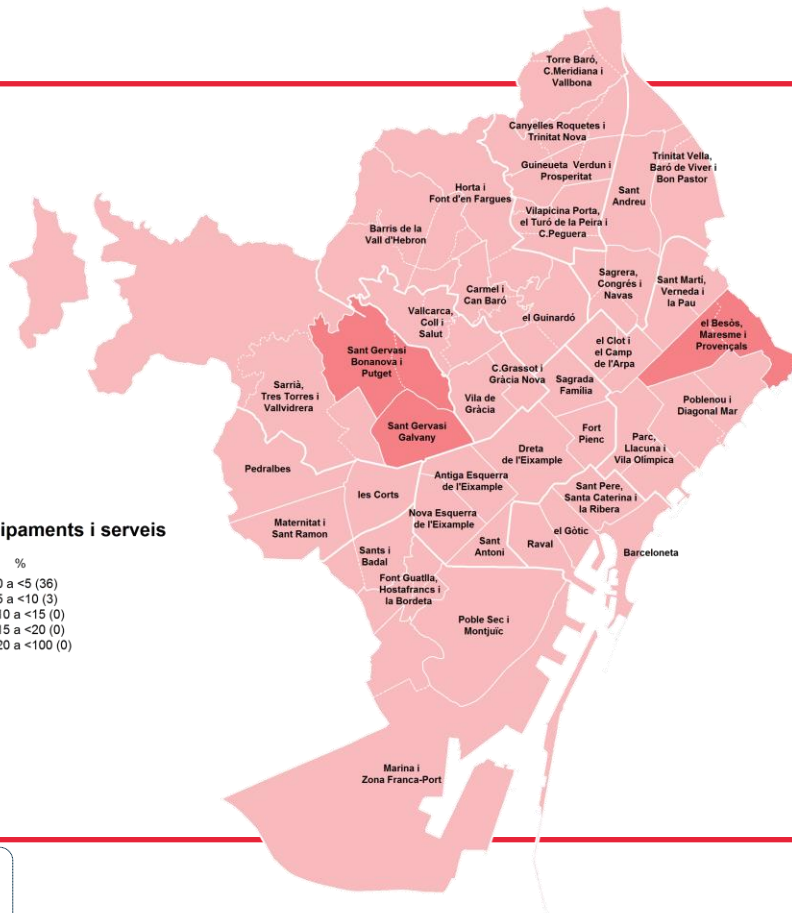 Torre Baró,
C.Meridiana i
Vallbona
Canyelles Roquetes i
Trinitat Nova
Guineueta Verdun i
Prosperitat
Trinitat Vella,
Baró de Viver i
Bon Pastor
Sant
Andreu
Horta i
Font d'en Fargues
Vilapicina Porta,
el Turó de la Peira i
C.Peguera
Barris de la
Vall d'Hebron
Sagrera,
Congrés i
Navas
Sant Martí,
Verneda i
la Pau
Carmel i
Can Baró
Vallcarca,
Coll i
Salut
el Guinardó
el Besòs,
Maresme i
Provençals
el Clot i
el Camp
de l'Arpa
Sant Gervasi
Bonanova i
Putget
C.Grassot i
Gràcia Nova
Sagrada
Família
Sarrià,
Tres Torres i
Vallvidrera
Vila de
Gràcia
Poblenou i
Diagonal Mar
Sant Gervasi
Galvany
Fort
Pienc
Parc,
Llacuna i
Vila Olímpica
Dreta
de l'Eixample
Pedralbes
Antiga Esquerra
de l'Eixample
les Corts
Sant Pere,
Santa Caterina i
la Ribera
Nova Esquerra
de l'Eixample
Maternitat i
Sant Ramon
el Gòtic
Sant
Antoni
Raval
Barceloneta
Sants i
Badal
Font Guatlla,
Hostafrancs i
la Bordeta
Poble Sec i
Montjuïc
Marina i
Zona Franca-Port
ipaments i serveis
%
0 a <5 (36)
5 a <10 (3)
10 a <15 (0)
15 a <20 (0)
20 a <100 (0)